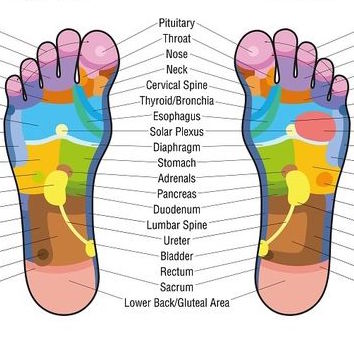 Pituitary
Throat
Nose
Neck
Cervical Spine
Thyroid/Bronchia
Esophagus
Solar Plexus
Diaphragm
Stomach
Adrenals
Pancreas
Duodenum
Lumbar Spine
Ureter
Bladder
Rectum
Sacrum
Lower Back/Gluteal Area